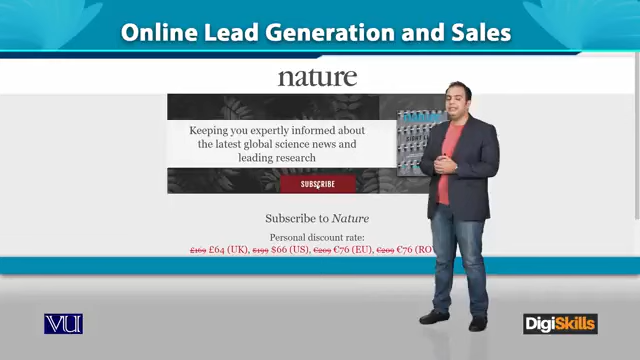 Online Lead Generation and Sales
nature
Keeping you expertly informed about
the latest global science news and
leading research
SUBSCRIBE
Subscribe to Nature
Personal discount rate:
£169 £64 (UK), $66 (US), €209 €76 (EU), €209 €76 (RO
VU
DigiSkills